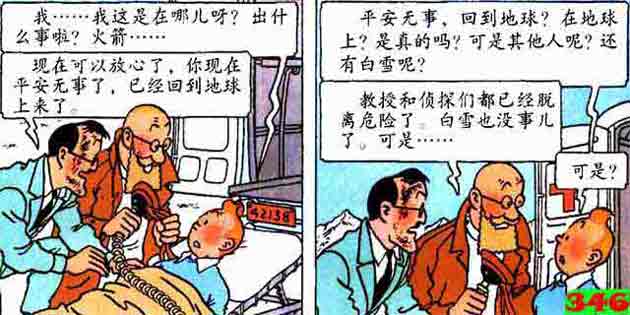 我……我这是在哪儿呀？出什
么事啦？火箭……
现在可以放心了，你现在
平安无事了，已经回到地球
上来了。
42138
平安无事，回到地球？在地球
上？是真的吗？可是其他人呢？还
有白雪呢？
教授和侦探们都已经脱
离危险了。白雪也没事儿
了。可是……
可是？
346